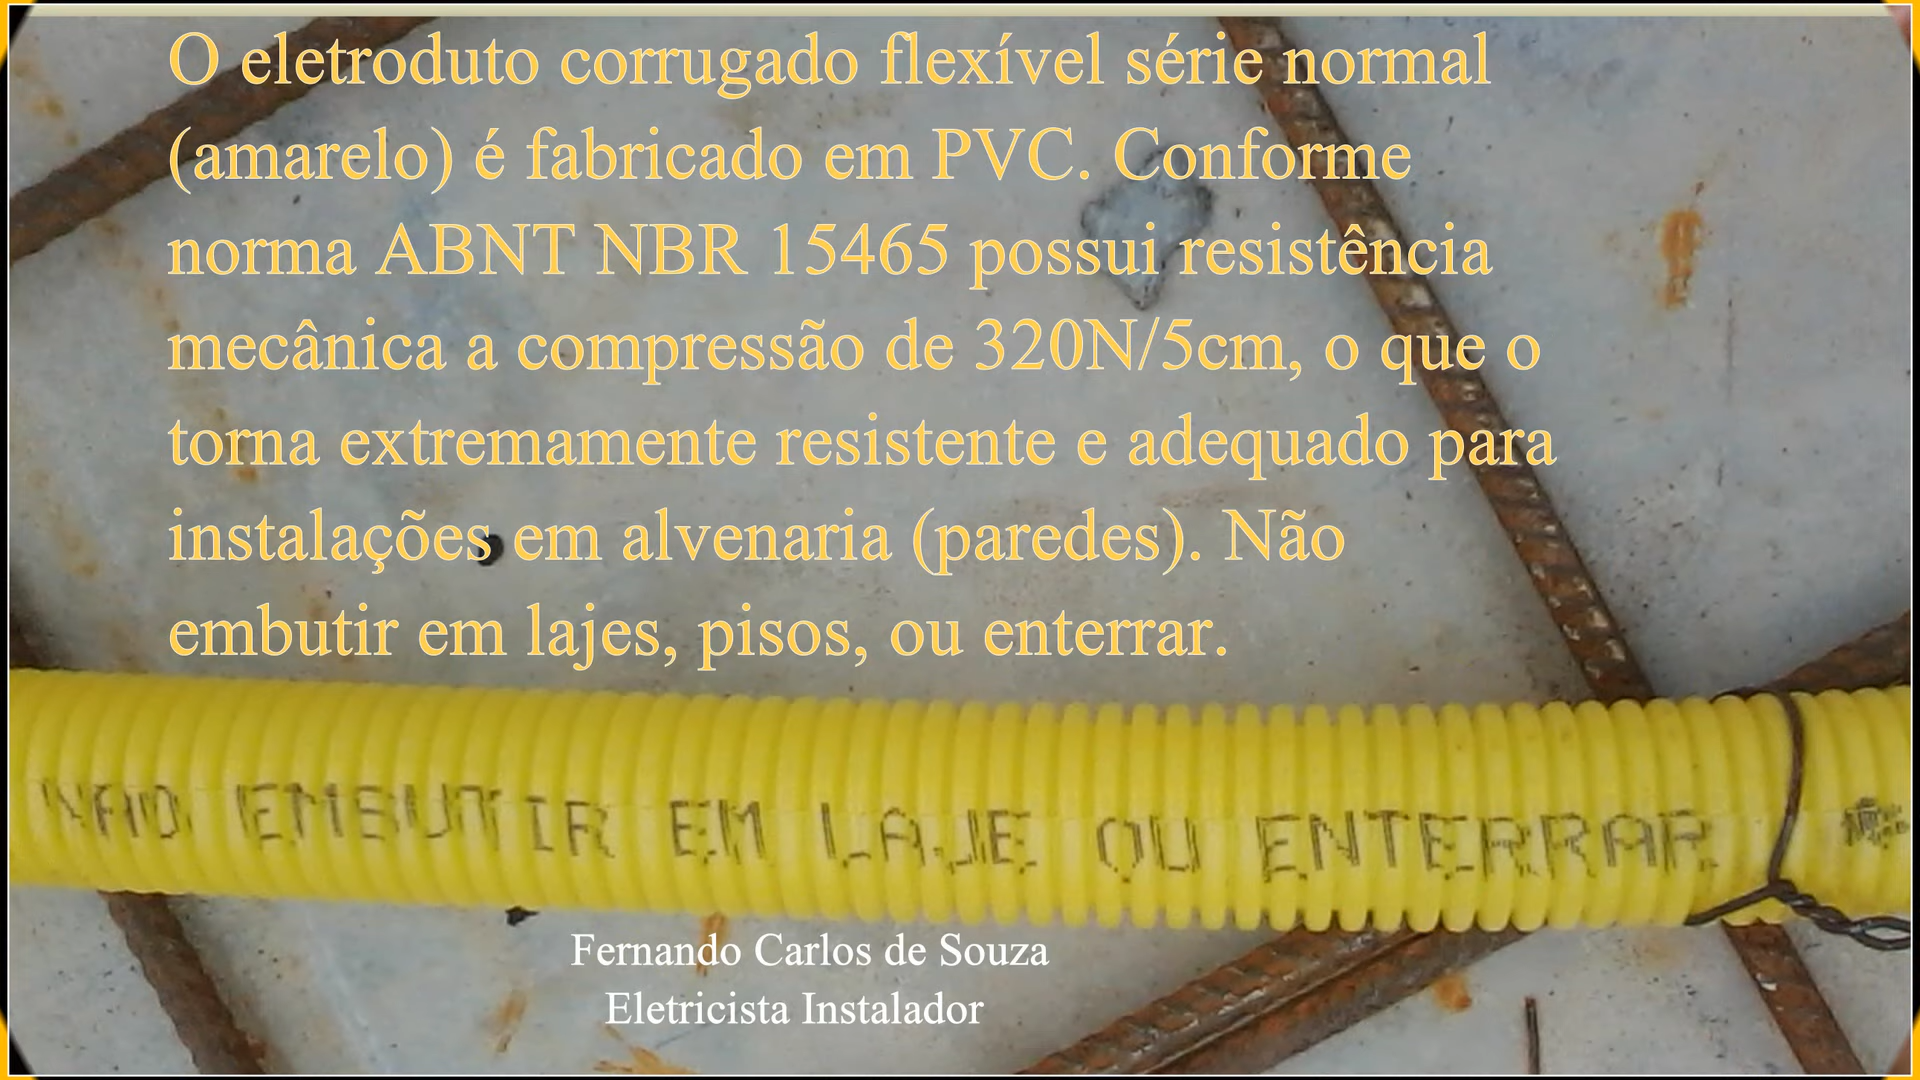 O eletroduto corrugado flexível série normal
(amarelo) é fabricado em PVC. Conforme
norma ABNT NBR 15465 possui resistência
mecânica a compressão de 320N/5cm, o que o
torna extremamente resistente e adequado para
instalações em alvenaria (paredes). Não
embutir em lajes, pisos, ou enterrar.
NÃO EMBUTIR EM LAJE OU ENTERRAR
Fernando Carlos de Souza
Eletricista Instalador